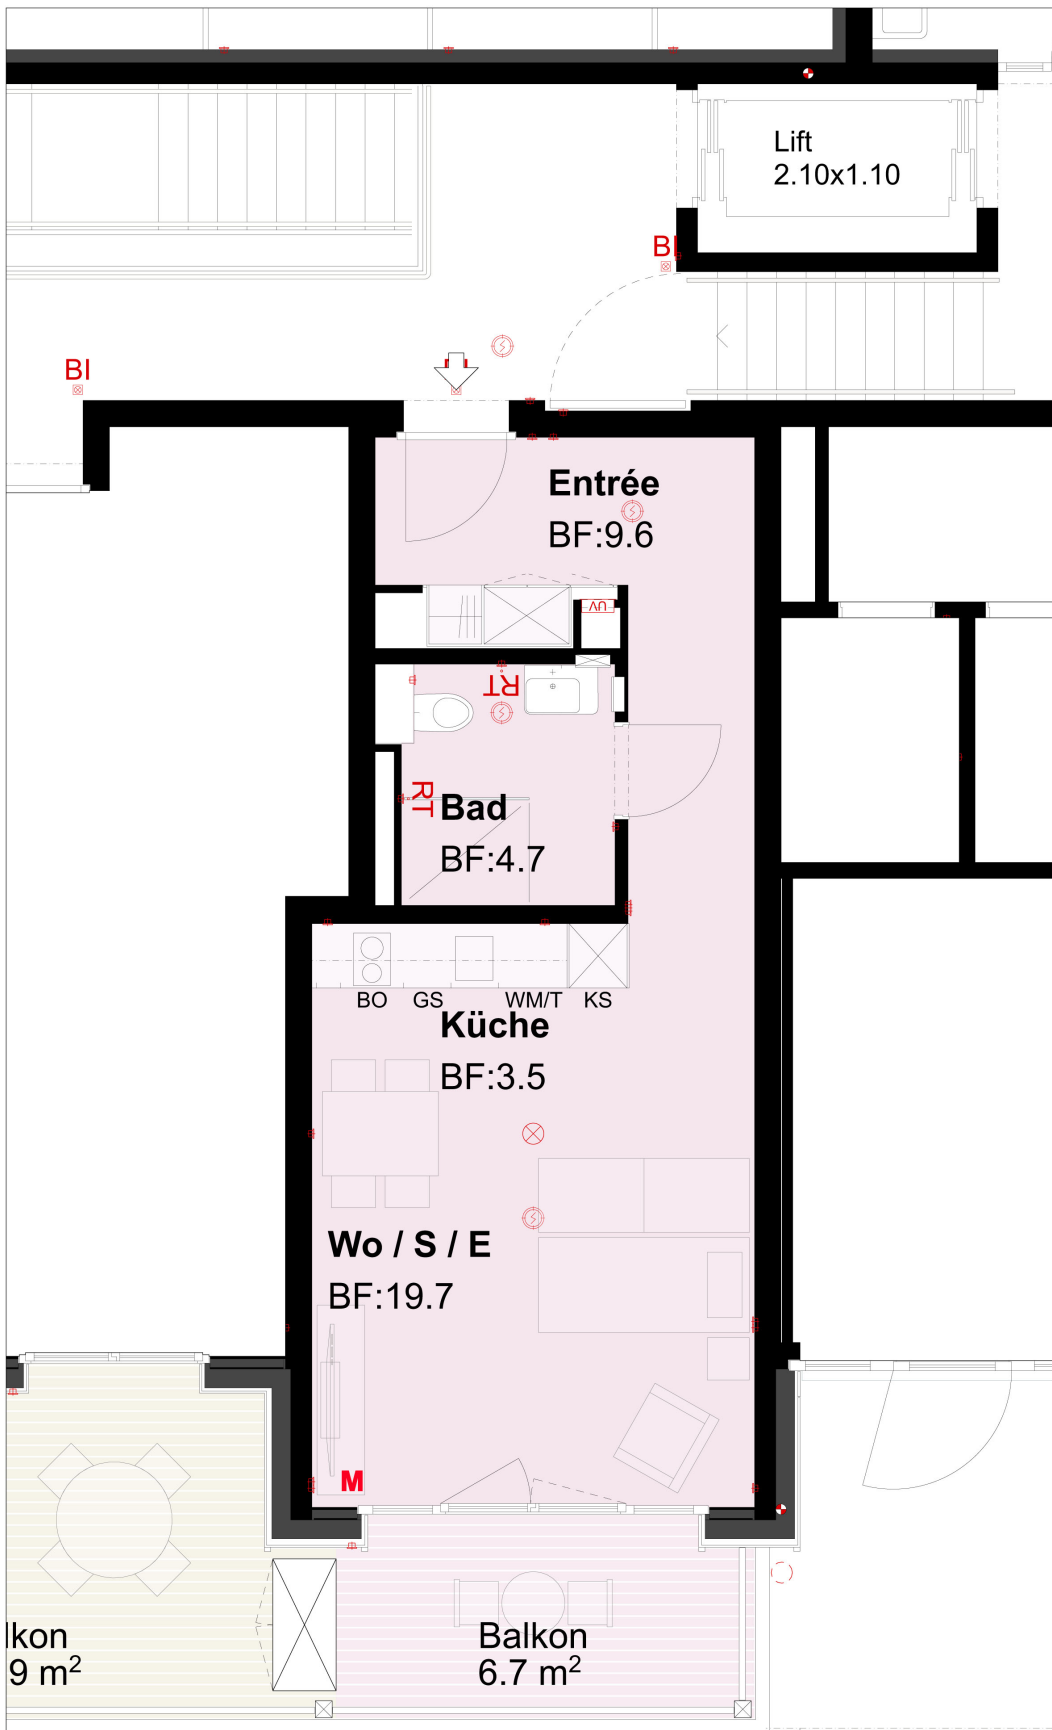 Lift
2.10x1.10
BI
BI
Entrée
BF:9.6
UV
RT
RT
Bad
BF:4.7
BO GS WM/T KS
Küche
BF:3.5
Wo / S / E
BF:19.7
M
lkon
9 m²
Balkon
6.7 m²